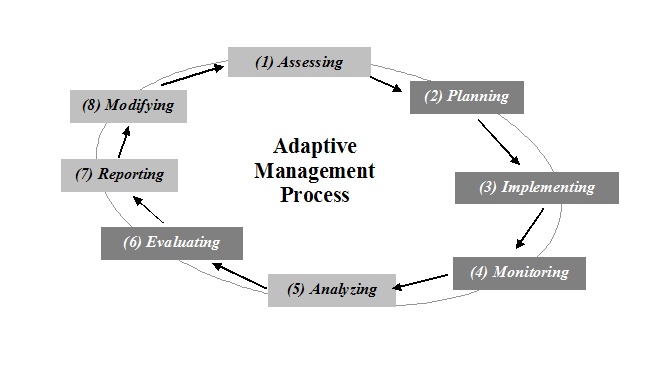 (1) Assessing
(2) Planning
(3) Implementing
(4) Monitoring
(5) Analyzing
(6) Evaluating
(7) Reporting
(8) Modifying
Adaptive
Management
Process